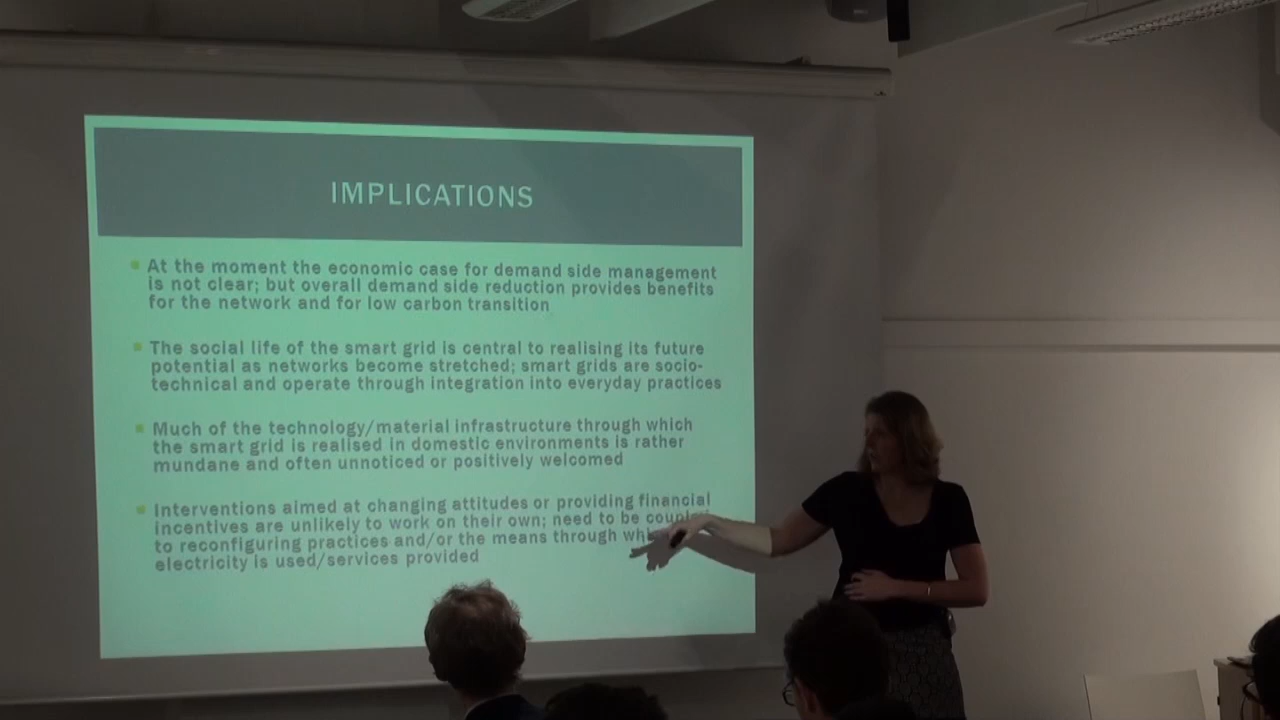 IMPLICATIONS
At the moment the economic case for demand side management
is not clear; but overall demand side reduction provides benefits
for the network and for low carbon transition
The social life of the smart grid is central to realising its future
potential as networks become stretched; smart grids are socio-
technical and operate through integration into everyday practices
Much of the technology/material infrastructure through which
the smart grid is realised in domestic environments is rather
mundane and often unnoticed or positively welcomed
Interventions aimed at changing attitudes or providing financial
incentives are unlikely to work on their own; need to be
to reconfiguring practices and/or the means through
electricity is used/services provided